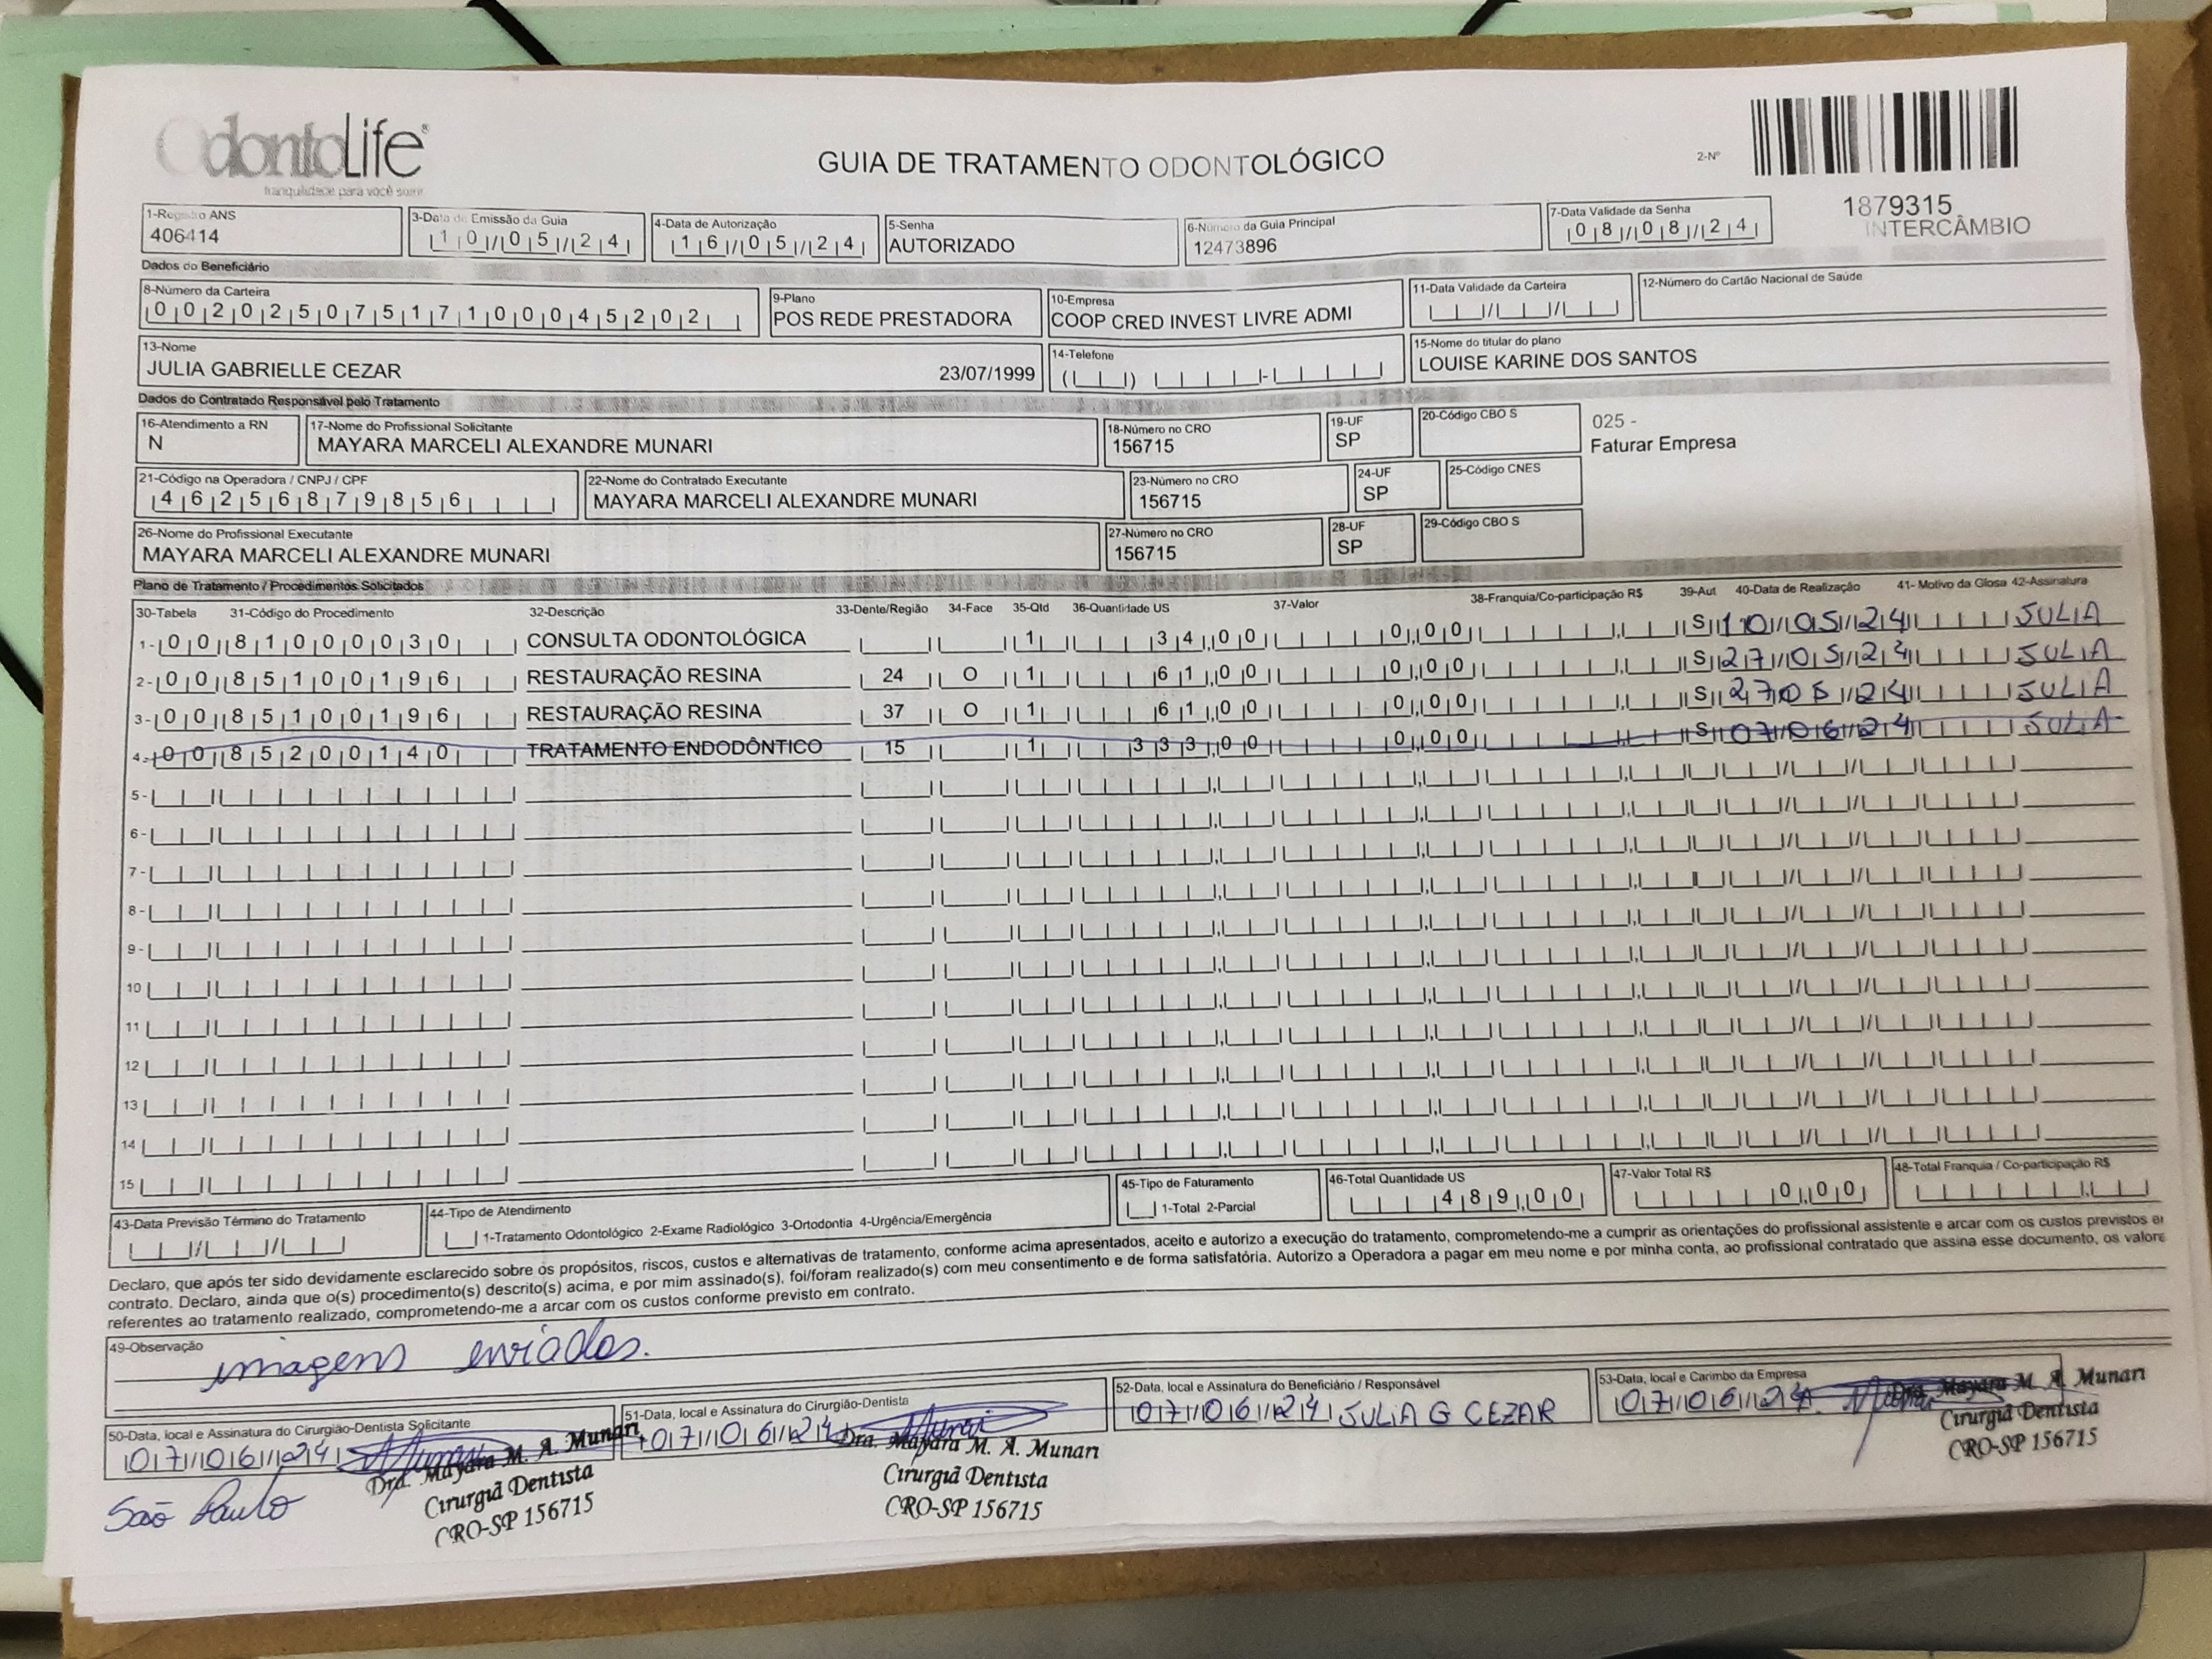 OdontoLife®
tranquilidade para você sorrir
GUIA DE TRATAMENTO ODONTOLÓGICO
2-Nº
1879315
INTERCÂMBIO
1-Registro ANS
406414
3-Data de Emissão da Guia
10/05/24
4-Data de Autorização
16/05/24
5-Senha
AUTORIZADO
6-Número da Guia Principal
12473896
7-Data Validade da Senha
08/08/24
Dados do Beneficiário
8-Número da Carteira
00202507517100045202
9-Plano
POS REDE PRESTADORA
10-Empresa
COOP CRED INVEST LIVRE ADMI
11-Data Validade da Carteira
12-Número do Cartão Nacional de Saúde
13-Nome
JULIA GABRIELLE CEZAR 23/07/1999
14-Telefone
15-Nome do titular do plano
LOUISE KARINE DOS SANTOS
Dados do Contratado Responsável pelo Tratamento
16-Atendimento a RN
N
17-Nome do Profissional Solicitante
MAYARA MARCELI ALEXANDRE MUNARI
18-Número no CRO
156715
19-UF
SP
20-Código CBO S
025 -
Faturar Empresa
21-Código na Operadora / CNPJ / CPF
46256879856
22-Nome do Contratado Executante
MAYARA MARCELI ALEXANDRE MUNARI
23-Número no CRO
156715
24-UF
SP
25-Código CNES
26-Nome do Profissional Executante
MAYARA MARCELI ALEXANDRE MUNARI
27-Número no CRO
156715
28-UF
SP
29-Código CBO S
Plano de Tratamento / Procedimentos Solicitados
30-Tabela 31-Código do Procedimento 32-Descrição 33-Dente/Região 34-Face 35-Qtd 36-Quantidade US 37-Valor 38-Franquia/Co-participação R$ 39-Aut 40-Data de Realização 41- Motivo da Glosa 42-Assinatura
1- 00 81000030 CONSULTA ODONTOLÓGICA 1 34,00 0,00 S 10/05/24 JULIA
2- 00 85100196 RESTAURAÇÃO RESINA 24 O 1 61,00 0,00 S 27/05/24 JULIA
3- 00 85100196 RESTAURAÇÃO RESINA 37 O 1 61,00 0,00 S 27/05/24 JULIA
4- 00 85200140 TRATAMENTO ENDODÔNTICO 15 1 333,00 0,00 S 07/06/24 JULIA
5-
6-
7-
8-
9-
10
11
12
13
14
15
43-Data Previsão Término do Tratamento
44-Tipo de Atendimento
1-Tratamento Odontológico 2-Exame Radiológico 3-Ortodontia 4-Urgência/Emergência
45-Tipo de Faturamento
1-Total 2-Parcial
46-Total Quantidade US
489,00
47-Valor Total R$
0,00
48-Total Franquia / Co-participação R$
Declaro, que após ter sido devidamente esclarecido sobre os propósitos, riscos, custos e alternativas de tratamento, conforme acima apresentados, aceito e autorizo a execução do tratamento, comprometendo-me a cumprir as orientações do profissional assistente e arcar com os custos previstos em
contrato. Declaro, ainda que o(s) procedimento(s) descrito(s) acima, e por mim assinado(s), foi/foram realizado(s) com meu consentimento e de forma satisfatória. Autorizo a Operadora a pagar em meu nome e por minha conta, ao profissional contratado que assina esse documento, os valore
referentes ao tratamento realizado, comprometendo-me a arcar com os custos conforme previsto em contrato.
49-Observação
imagens enviadas.
50-Data, local e Assinatura do Cirurgião-Dentista Solicitante
07/06/24
São Paulo
Dra. Mayara M. A. Munari
Cirurgiã Dentista
CRO-SP 156715
51-Data, local e Assinatura do Cirurgião-Dentista
07/06/24
Dra. Mayara M. A. Munari
Cirurgiã Dentista
CRO-SP 156715
52-Data, local e Assinatura do Beneficiário / Responsável
07/06/24 JULIA G CEZAR
53-Data, local e Carimbo da Empresa
07/06/24
Dra. Mayara M. A. Munari
Cirurgiã Dentista
CRO-SP 156715